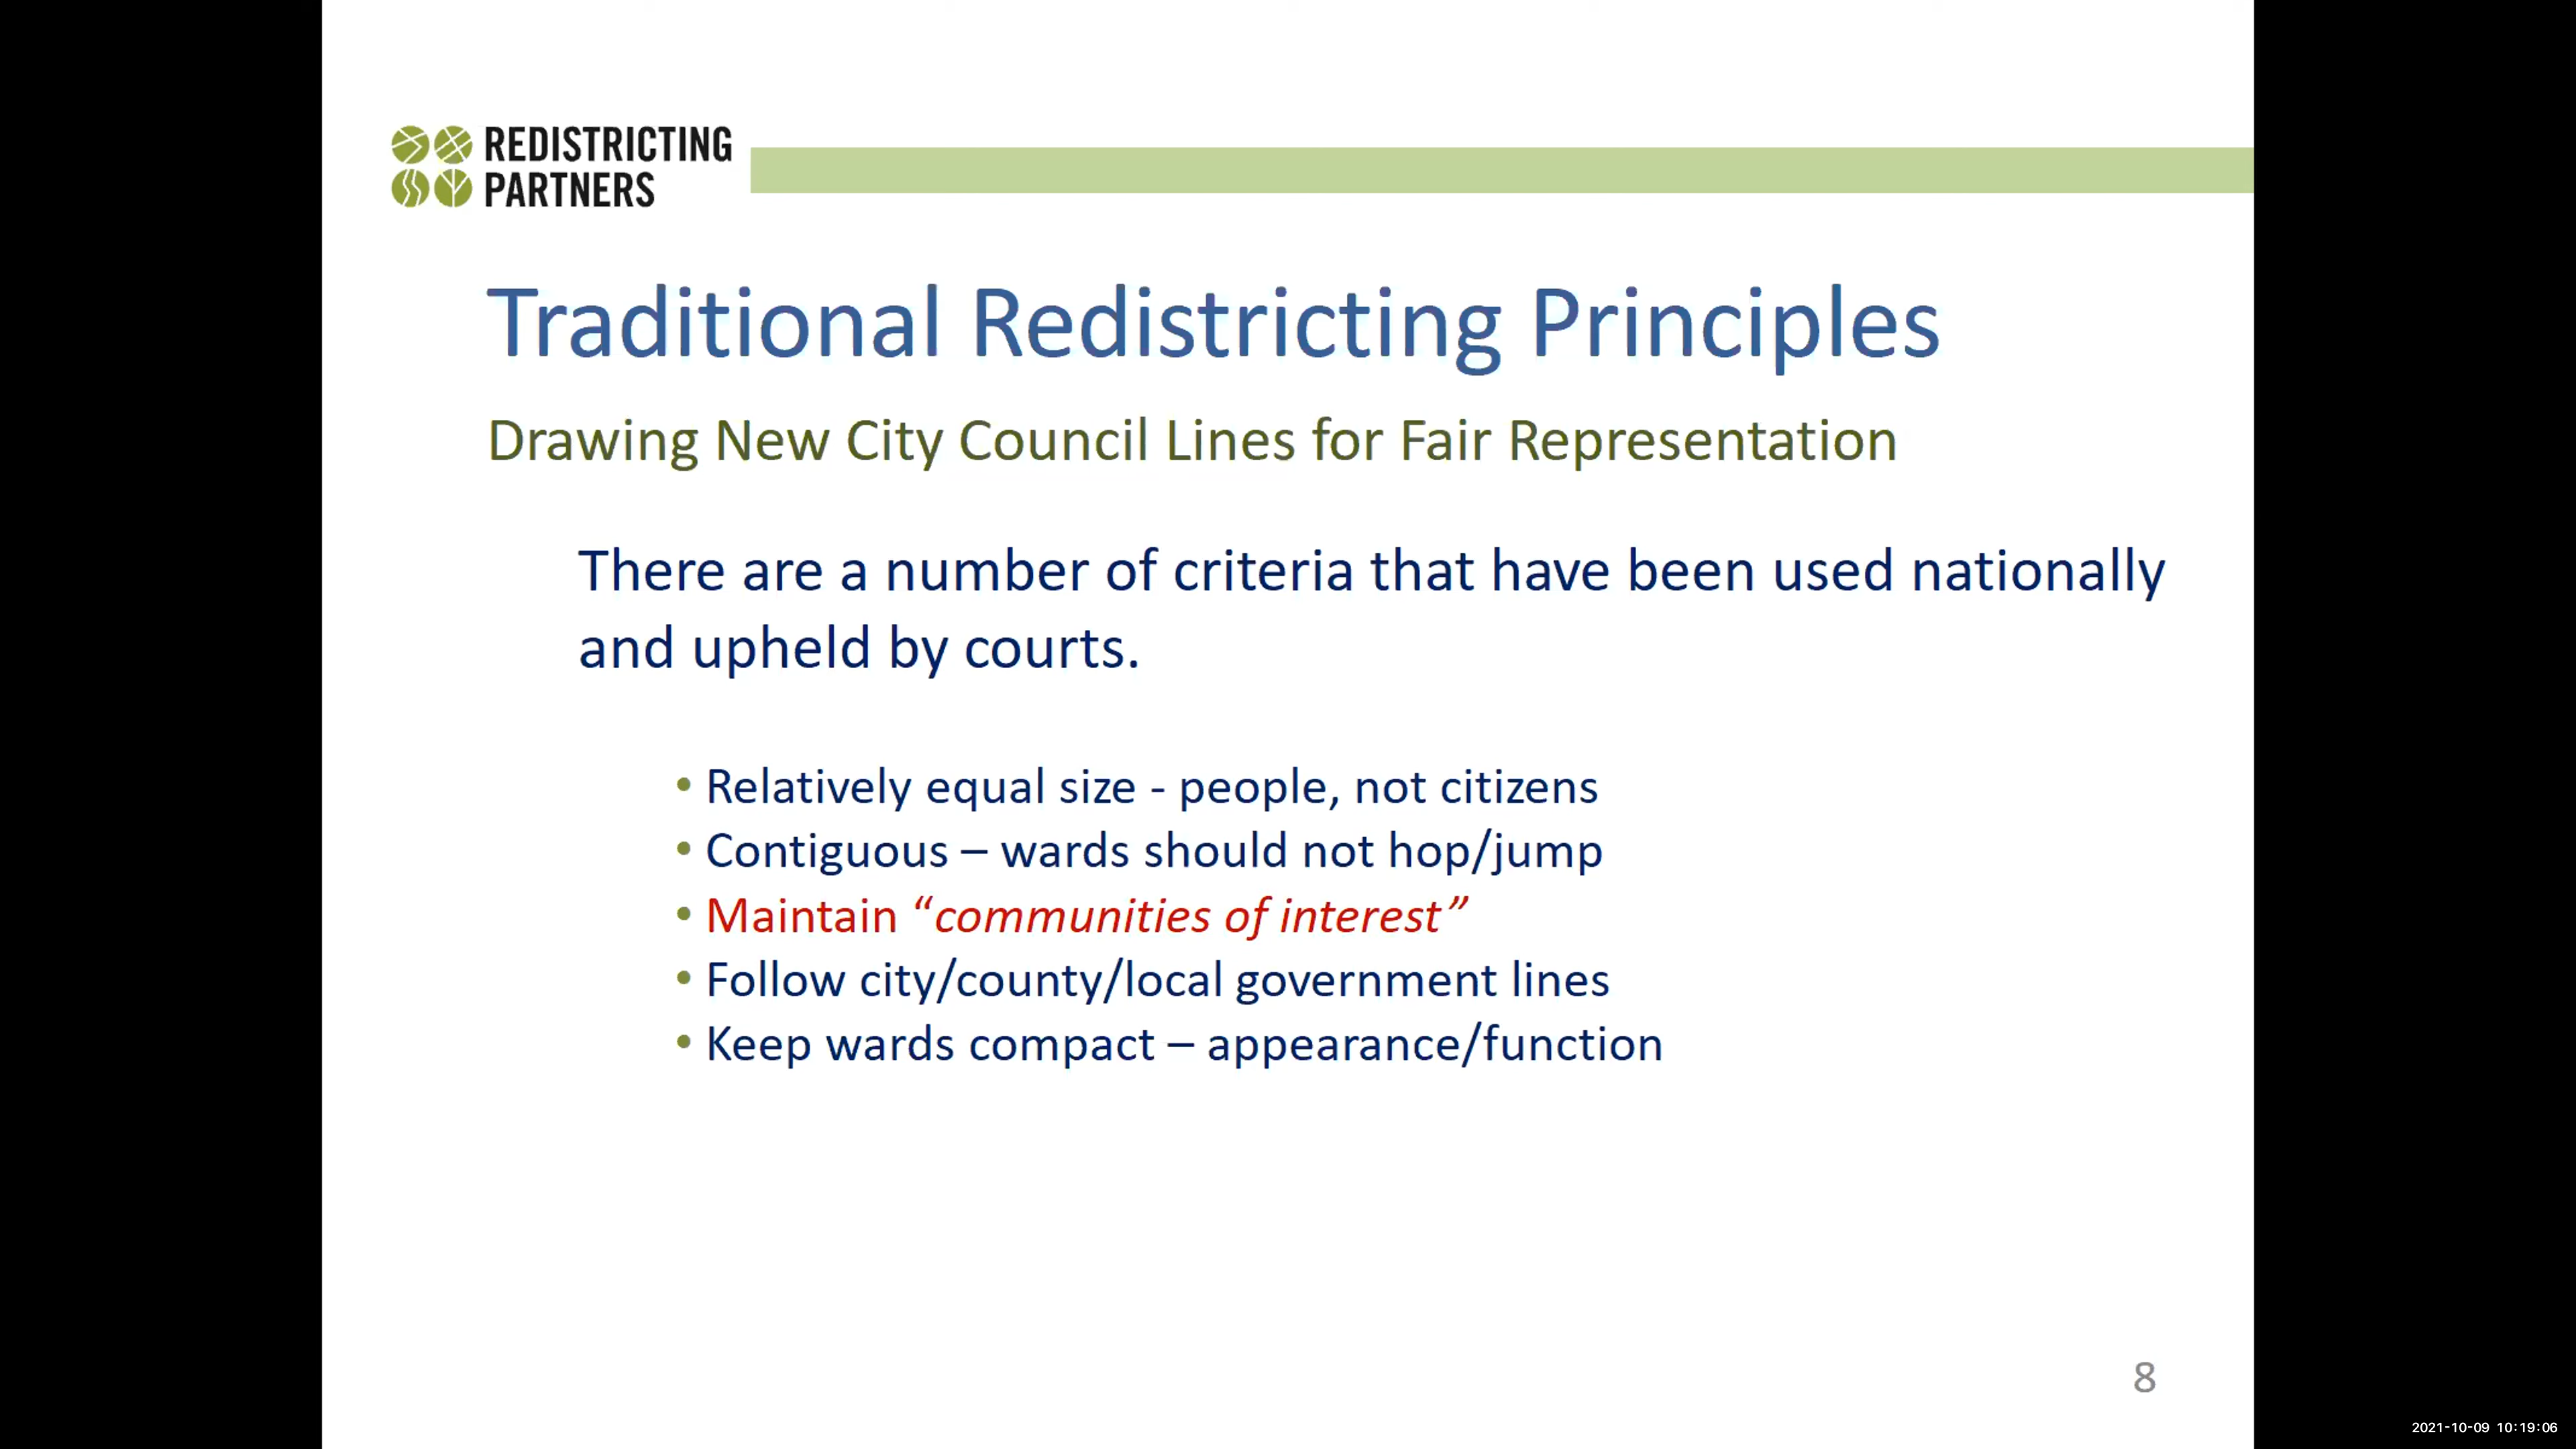 REDISTRICTING
PARTNERS
Traditional Redistricting Principles
Drawing New City Council Lines for Fair Representation
There are a number of criteria that have been used nationally
and upheld by courts.
• Relatively equal size - people, not citizens
• Contiguous – wards should not hop/jump
• Maintain “communities of interest”
• Follow city/county/local government lines
• Keep wards compact – appearance/function
8
2021-10-09 10:19:06